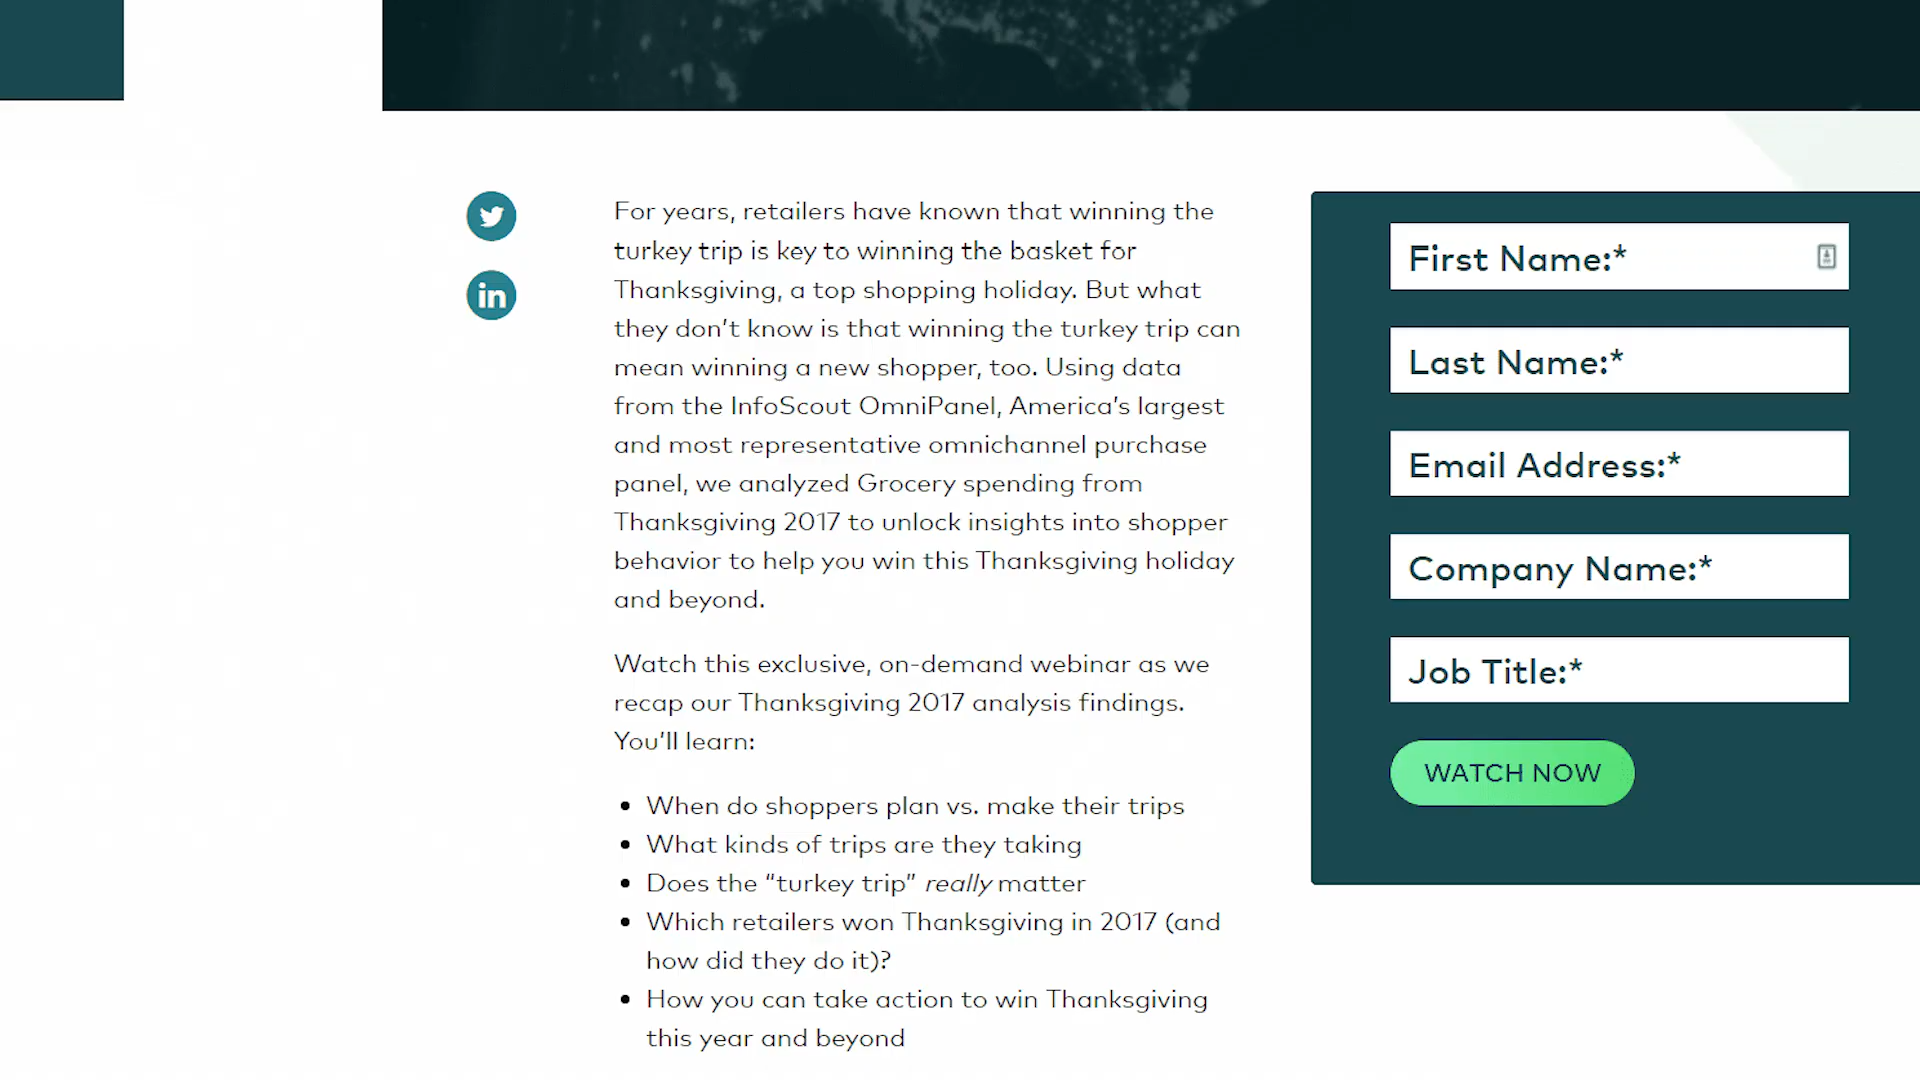 For years, retailers have known that winning the
turkey trip is key to winning the basket for
Thanksgiving, a top shopping holiday. But what
they don’t know is that winning the turkey trip can
mean winning a new shopper, too. Using data
from the InfoScout OmniPanel, America’s largest
and most representative omnichannel purchase
panel, we analyzed Grocery spending from
Thanksgiving 2017 to unlock insights into shopper
behavior to help you win this Thanksgiving holiday
and beyond.
Watch this exclusive, on-demand webinar as we
recap our Thanksgiving 2017 analysis findings.
You’ll learn:
• When do shoppers plan vs. make their trips
• What kinds of trips are they taking
• Does the “turkey trip” really matter
• Which retailers won Thanksgiving in 2017 (and
how did they do it)?
• How you can take action to win Thanksgiving
this year and beyond
First Name:*
Last Name:*
Email Address:*
Company Name:*
Job Title:*
WATCH NOW
in